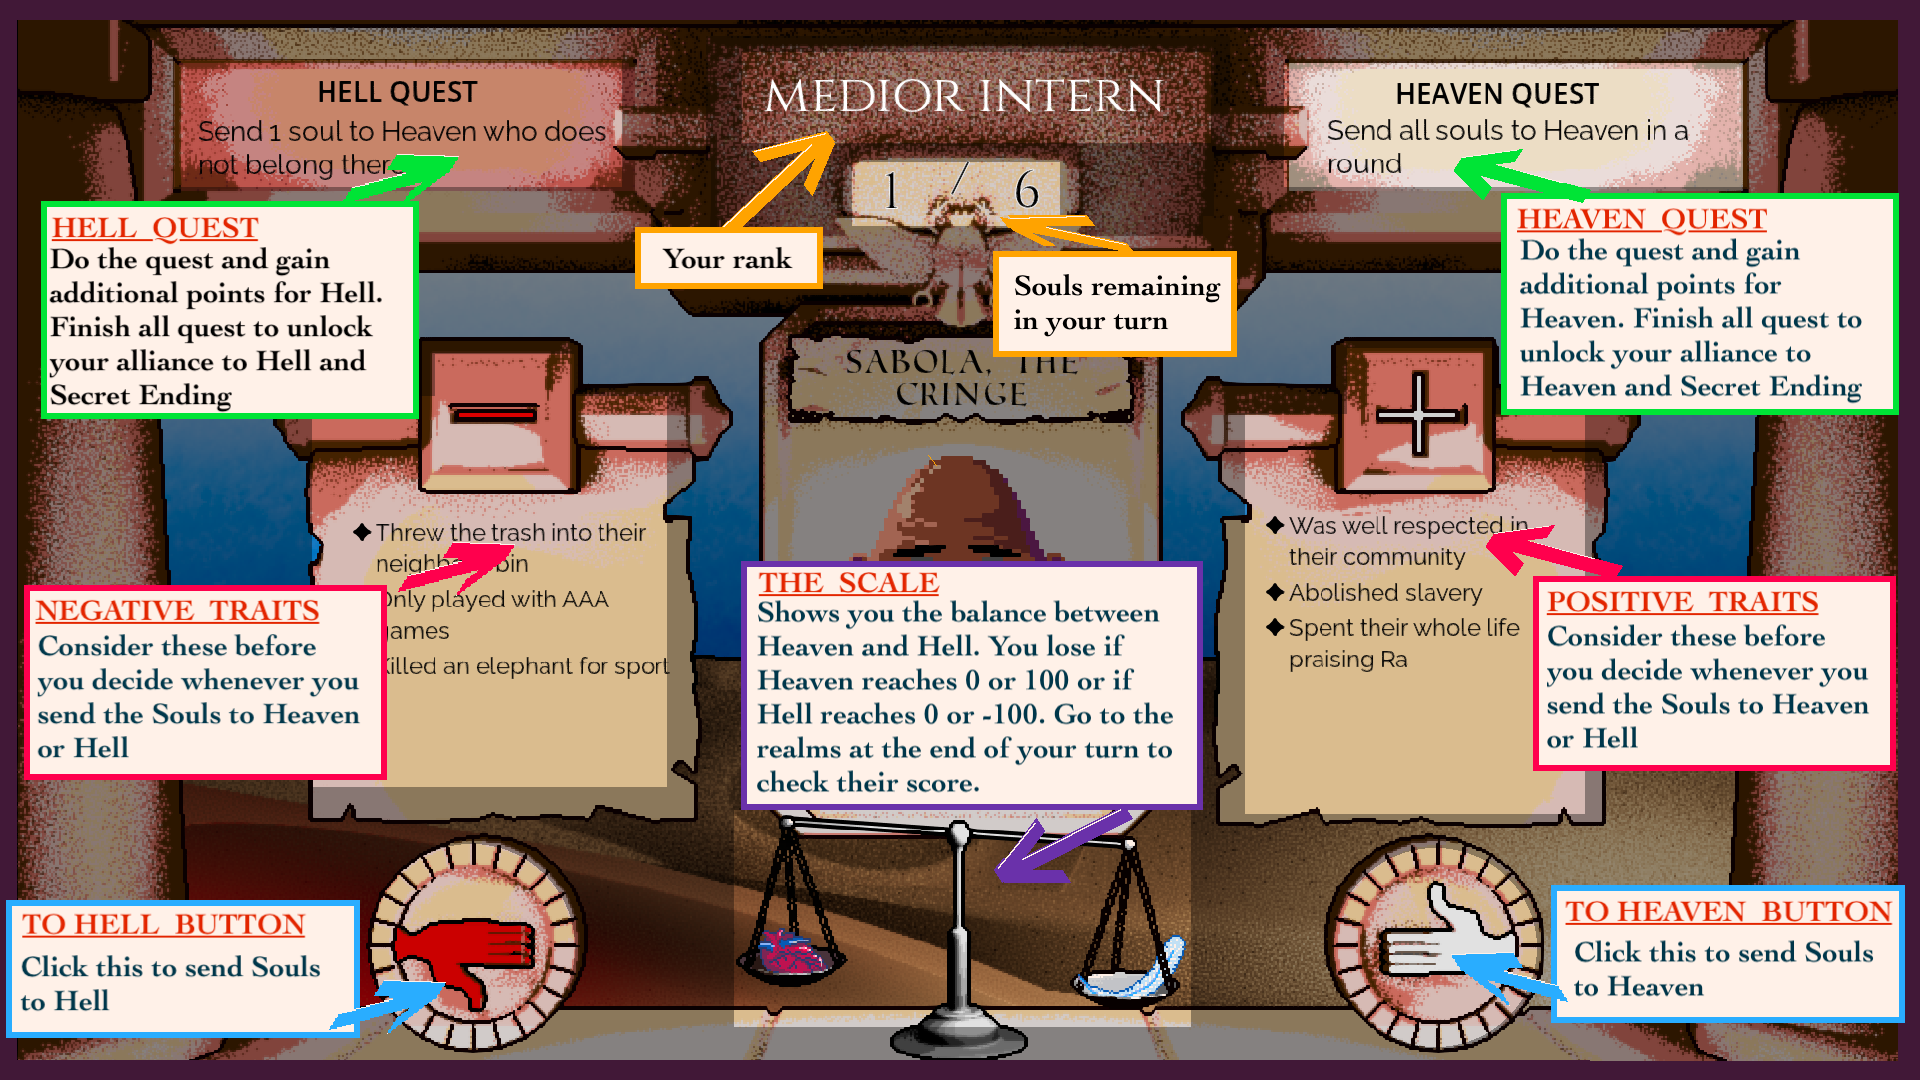 HELL QUEST
Send 1 soul to Heaven who does
not belong
MEDIOR INTERN
1 / 6
HEAVEN QUEST
Send all souls to Heaven in a
round
HELL QUEST
Do the quest and gain
additional points for Hell.
Finish all quest to unlock
your alliance to Hell and
Secret Ending
Your rank
Souls remaining
in your turn
HEAVEN QUEST
Do the quest and gain
additional points for
Heaven. Finish all quest to
unlock your alliance to
Heaven and Secret Ending
SABOLA, THE
CRINGE
Threw the trash into their
bin
Only played with AAA
games
Killed an elephant for sport
Was well respected in
their community
Abolished slavery
Spent their whole life
praising Ra
NEGATIVE TRAITS
Consider these before
you decide whenever you
send the Souls to Heaven
or Hell
THE SCALE
Shows you the balance between
Heaven and Hell. You lose if
Heaven reaches 0 or 100 or if
Hell reaches 0 or -100. Go to the
realms at the end of your turn to
check their score.
POSITIVE TRAITS
Consider these before
you decide whenever you
send the Souls to Heaven
or Hell
TO HELL BUTTON
Click this to send Souls
to Hell
TO HEAVEN BUTTON
Click this to send Souls
to Heaven